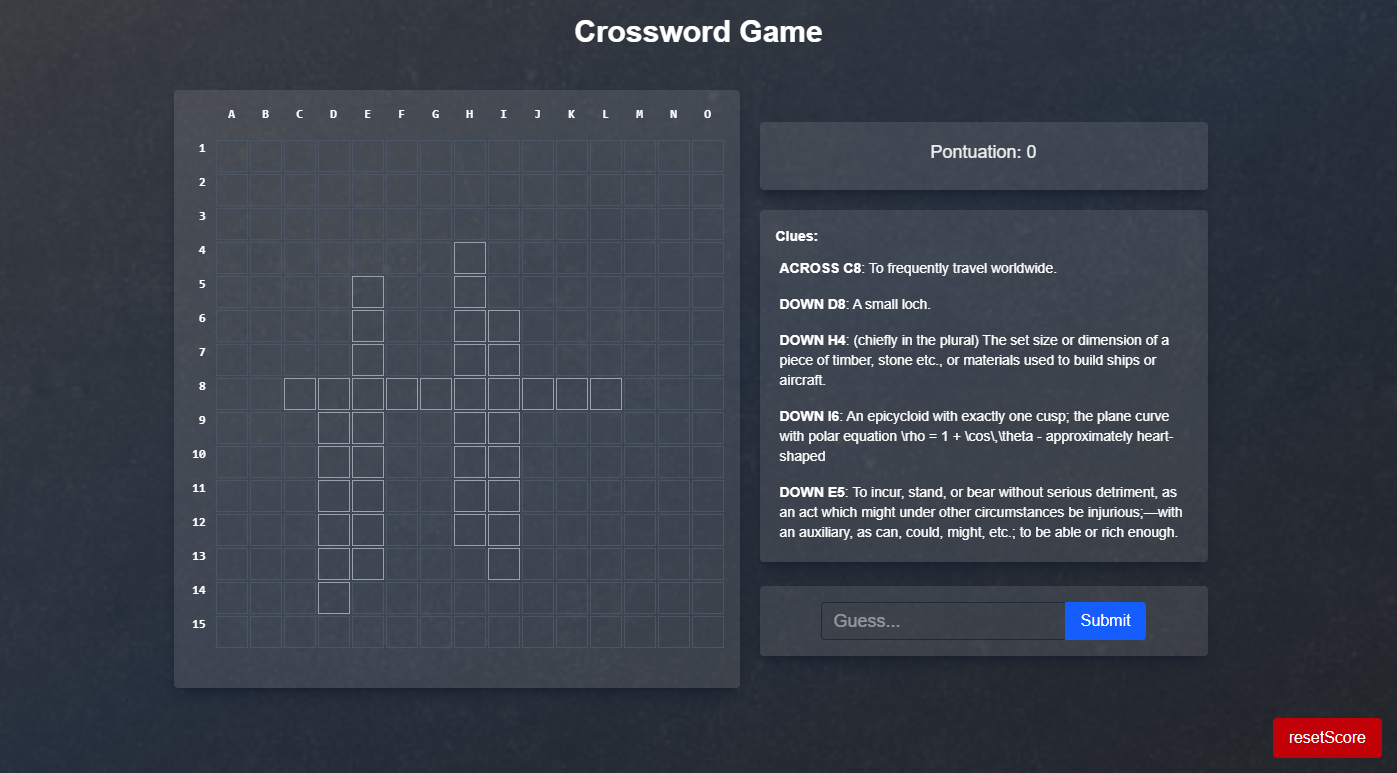 Crossword Game
A B C D E F G H I J K L M N O
1
2
3
4
5
6
7
8
9
10
11
12
13
14
15
Pontuation: 0
Clues:
ACROSS C8: To frequently travel worldwide.
DOWN D8: A small loch.
DOWN H4: (chiefly in the plural) The set size or dimension of a
piece of timber, stone etc., or materials used to build ships or
aircraft.
DOWN I6: An epicycloid with exactly one cusp; the plane curve
with polar equation \rho = 1 + \cos\,\theta - approximately heart-
shaped
DOWN E5: To incur, stand, or bear without serious detriment, as
an act which might under other circumstances be injurious;—with
an auxiliary, as can, could, might, etc.; to be able or rich enough.
Guess...
Submit
resetScore